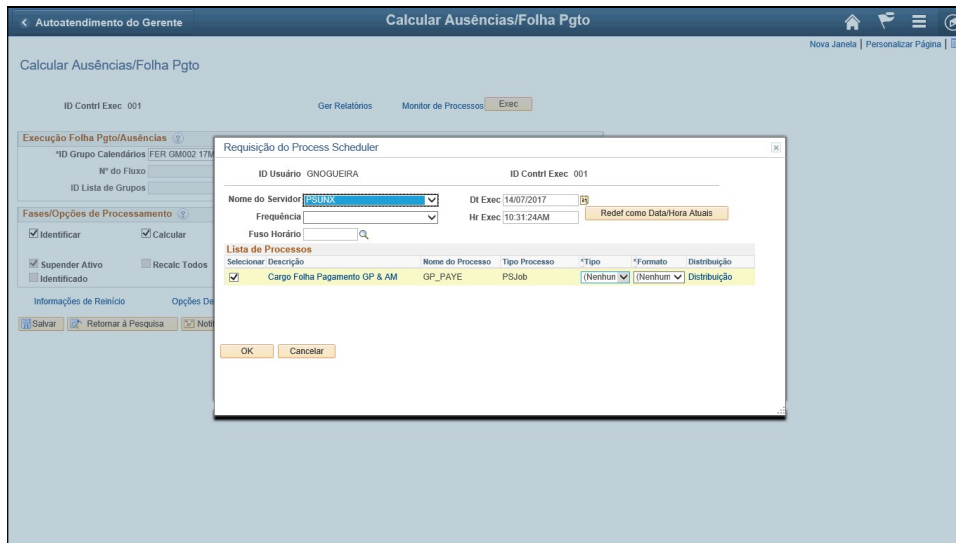 Autoatendimento do Gerente
Calcular Ausências/Folha Pgto
Nova Janela | Personalizar Página |
Calcular Ausências/Folha Pgto
ID Contrl Exec 001 Ger Relatórios Monitor de Processos Exec
Execução Folha Pgto/Ausências
*ID Grupo Calendários FER GM002 17M
Nº do Fluxo
ID Lista de Grupos
Fases/Opções de Processamento
Identificar Calcular
Supender Ativo Recalc Todos
Identificado
Informações de Reinício Opções De
Salvar Retornar à Pesquisa Noti
Requisição do Process Scheduler
ID Usuário GNOGUEIRA ID Contrl Exec 001
Nome do Servidor PSUNX Dt Exec 14/07/2017
Frequência Hr Exec 10:31:24AM Redef como Data/Hora Atuais
Fuso Horário
Lista de Processos
Selecionar Descrição Nome do Processo Tipo Processo *Tipo *Formato Distribuição
Cargo Folha Pagamento GP & AM GP_PAYE PSJob (Nenhun (Nenhum Distribuição
OK Cancelar